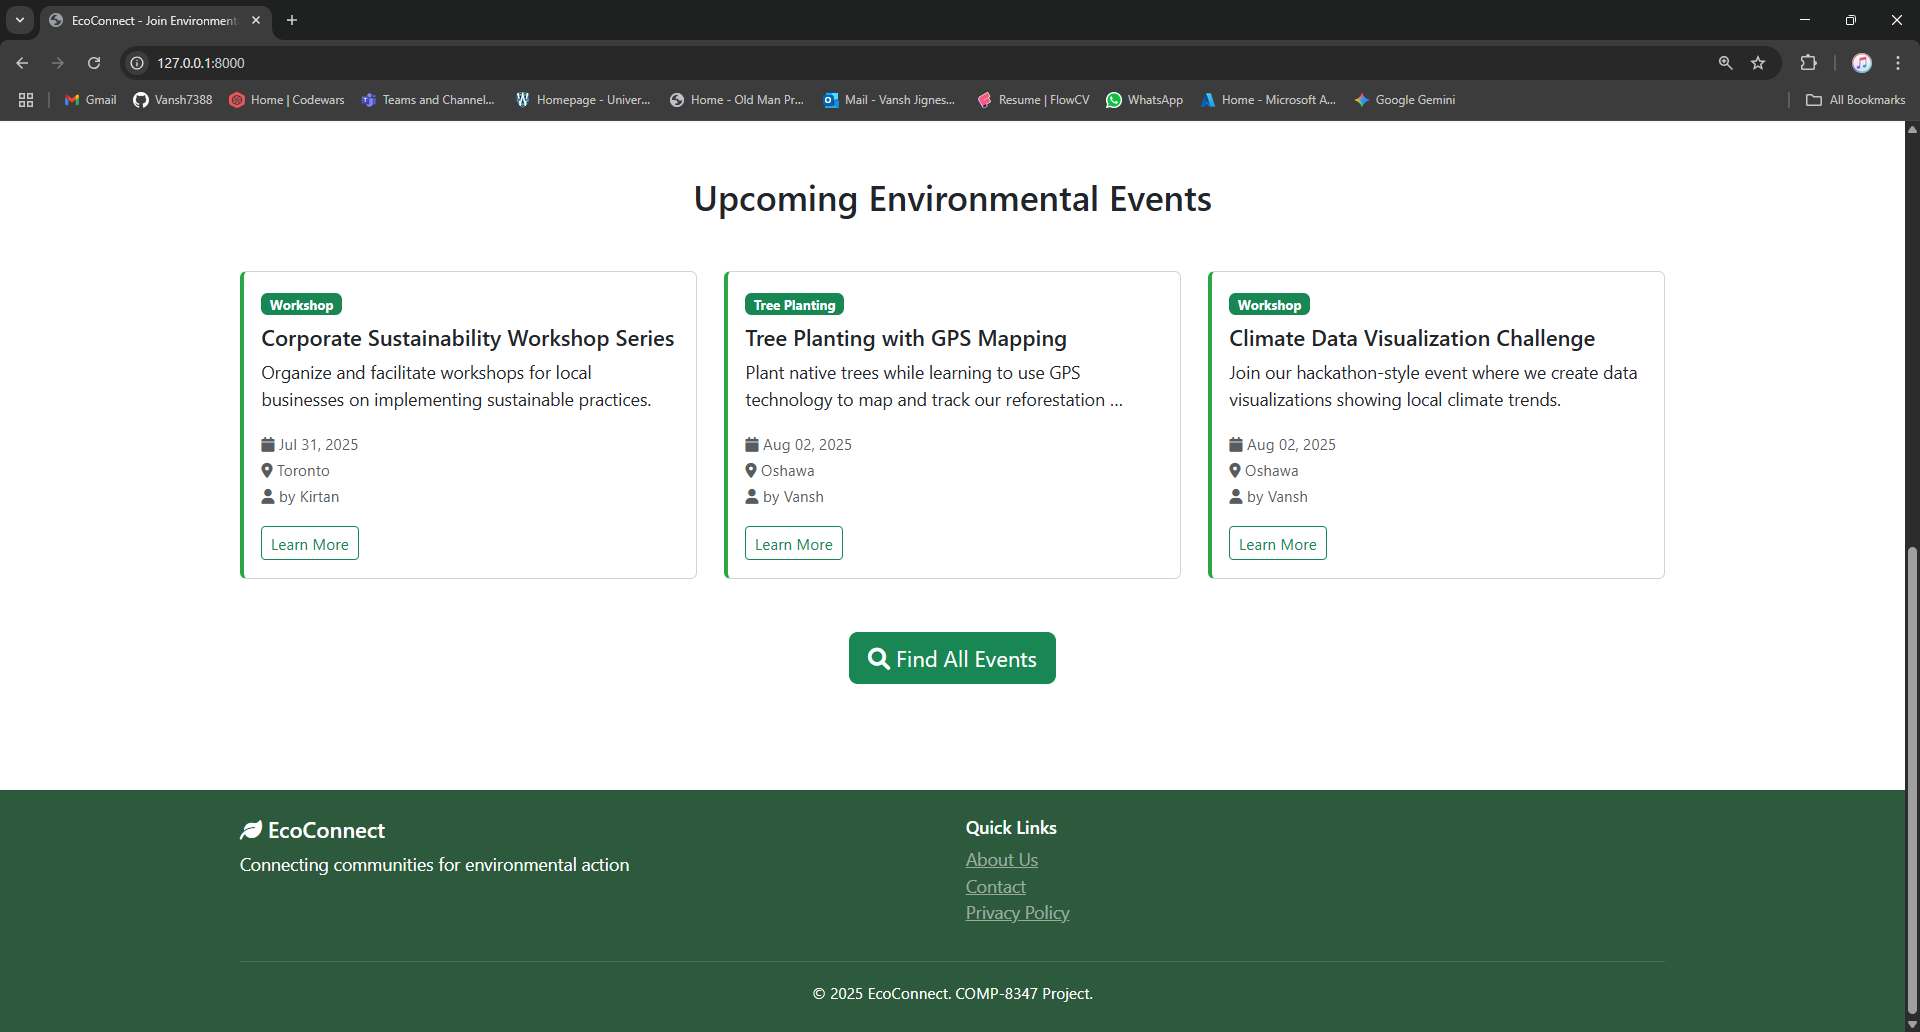 EcoConnect - Join Environment
127.0.0.1:8000
Gmail
Vansh7388
Home | Codewars
Teams and Channel...
Homepage - Univer...
Home - Old Man Pr...
Mail - Vansh Jignes...
Resume | FlowCV
WhatsApp
Home - Microsoft A...
Google Gemini
All Bookmarks
Upcoming Environmental Events
Workshop
Corporate Sustainability Workshop Series
Organize and facilitate workshops for local
businesses on implementing sustainable practices.
Jul 31, 2025
Toronto
by Kirtan
Learn More
Tree Planting
Tree Planting with GPS Mapping
Plant native trees while learning to use GPS
technology to map and track our reforestation ...
Aug 02, 2025
Oshawa
by Vansh
Learn More
Workshop
Climate Data Visualization Challenge
Join our hackathon-style event where we create data
visualizations showing local climate trends.
Aug 02, 2025
Oshawa
by Vansh
Learn More
Find All Events
EcoConnect
Connecting communities for environmental action
Quick Links
About Us
Contact
Privacy Policy
© 2025 EcoConnect. COMP-8347 Project.